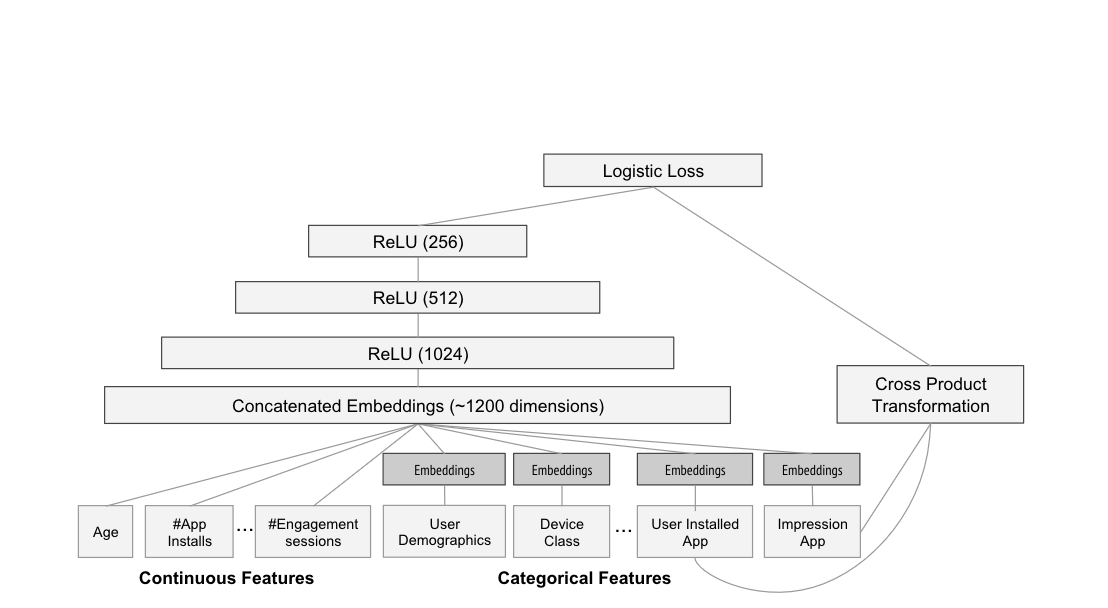 Logistic Loss
ReLU (256)
ReLU (512)
ReLU (1024)
Concatenated Embeddings (~1200 dimensions)
Cross Product
Transformation
Embeddings
Embeddings
Embeddings
Embeddings
Age
#App
Installs
...
#Engagement
sessions
User
Demographics
Device
Class
...
User Installed
App
Impression
App
Continuous Features
Categorical Features